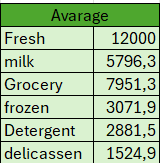 Avarage
Fresh 12000
milk 5796,3
Grocery 7951,3
frozen 3071,9
Detergent 2881,5
delicassen 1524,9